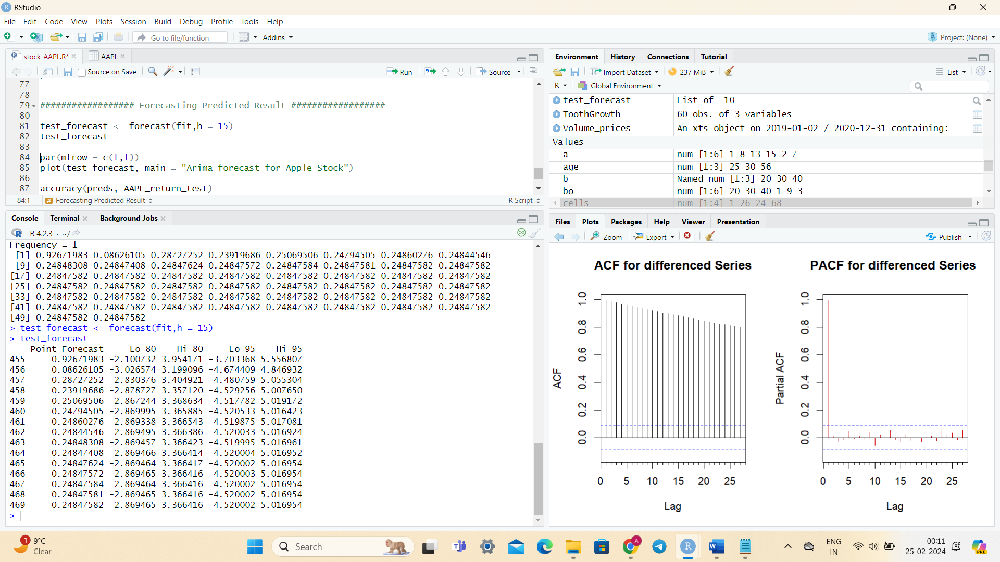 RStudio
File Edit Code View Plots Session Build Debug Profile Tools Help
Go to file/function Addins Project: (None)
stock_AAPL.R* AAPL
Source on Save Run Source
77
78
79 ################## Forecasting Predicted Result ##################
80
81 test_forecast <- forecast(fit,h = 15)
82 test_forecast
83
84 par(mfrow = c(1,1))
85 plot(test_forecast, main = "Arima forecast for Apple Stock")
86
87 accuracy(preds, AAPL_return_test)
84:1 # Forecasting Predicted Result R Script
Console Terminal Background Jobs
R 4.2.3 · ~/
Frequency = 1
[1] 0.92671983 0.08626105 0.28727252 0.23919686 0.25069506 0.24794505 0.24860276 0.24844546
[9] 0.24848308 0.24847408 0.24847624 0.24847572 0.24847584 0.24847581 0.24847582 0.24847582
[17] 0.24847582 0.24847582 0.24847582 0.24847582 0.24847582 0.24847582 0.24847582 0.24847582
[25] 0.24847582 0.24847582 0.24847582 0.24847582 0.24847582 0.24847582 0.24847582 0.24847582
[33] 0.24847582 0.24847582 0.24847582 0.24847582 0.24847582 0.24847582 0.24847582 0.24847582
[41] 0.24847582 0.24847582 0.24847582 0.24847582 0.24847582 0.24847582 0.24847582 0.24847582
[49] 0.24847582 0.24847582
> test_forecast <- forecast(fit,h = 15)
> test_forecast
Point Forecast Lo 80 Hi 80 Lo 95 Hi 95
455 0.92671983 -2.100732 3.954171 -3.703368 5.556807
456 0.08626105 -3.026574 3.199096 -4.674409 4.846932
457 0.28727252 -2.830376 3.404921 -4.480759 5.055304
458 0.23919686 -2.878727 3.357120 -4.529256 5.007650
459 0.25069506 -2.867244 3.368634 -4.517782 5.019172
460 0.24794505 -2.869995 3.365885 -4.520533 5.016423
461 0.24860276 -2.869338 3.366543 -4.519875 5.017081
462 0.24844546 -2.869495 3.366386 -4.520033 5.016924
463 0.24848308 -2.869457 3.366423 -4.519995 5.016961
464 0.24847408 -2.869466 3.366414 -4.520004 5.016952
465 0.24847624 -2.869464 3.366417 -4.520002 5.016954
466 0.24847572 -2.869465 3.366416 -4.520003 5.016954
467 0.24847584 -2.869464 3.366416 -4.520002 5.016954
468 0.24847581 -2.869465 3.366416 -4.520002 5.016954
469 0.24847582 -2.869465 3.366416 -4.520002 5.016954
>
Environment History Connections Tutorial
Import Dataset 237 MiB List
R Global Environment
test_forecast List of 10
ToothGrowth 60 obs. of 3 variables
Volume_prices An xts object on 2019-01-02 / 2020-12-31 containing:
Values
a num [1:6] 1 8 13 15 2 7
age num [1:3] 25 30 56
b Named num [1:3] 20 30 40
bo num [1:6] 20 30 40 1 9 3
cells num [1:4] 1 26 24 68
Files Plots Packages Help Viewer Presentation
Zoom Export Publish
ACF for differenced Series
ACF
1.0
0.8
0.6
0.4
0.2
0.0
0 5 10 15 20 25
Lag
PACF for differenced Series
Partial ACF
1.0
0.8
0.6
0.4
0.2
0.0
0 5 10 15 20 25
Lag
1 9°C
Clear
Search
A
ENG
IN
00:11
25-02-2024
PRE